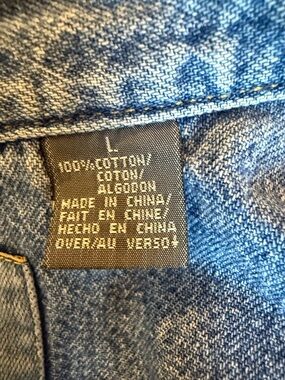 L
100%COTTON/
COTON/
ALGODON
MADE IN CHINA/
FAIT EN CHINE/
HECHO EN CHINA
OVER/AU VERSO↓